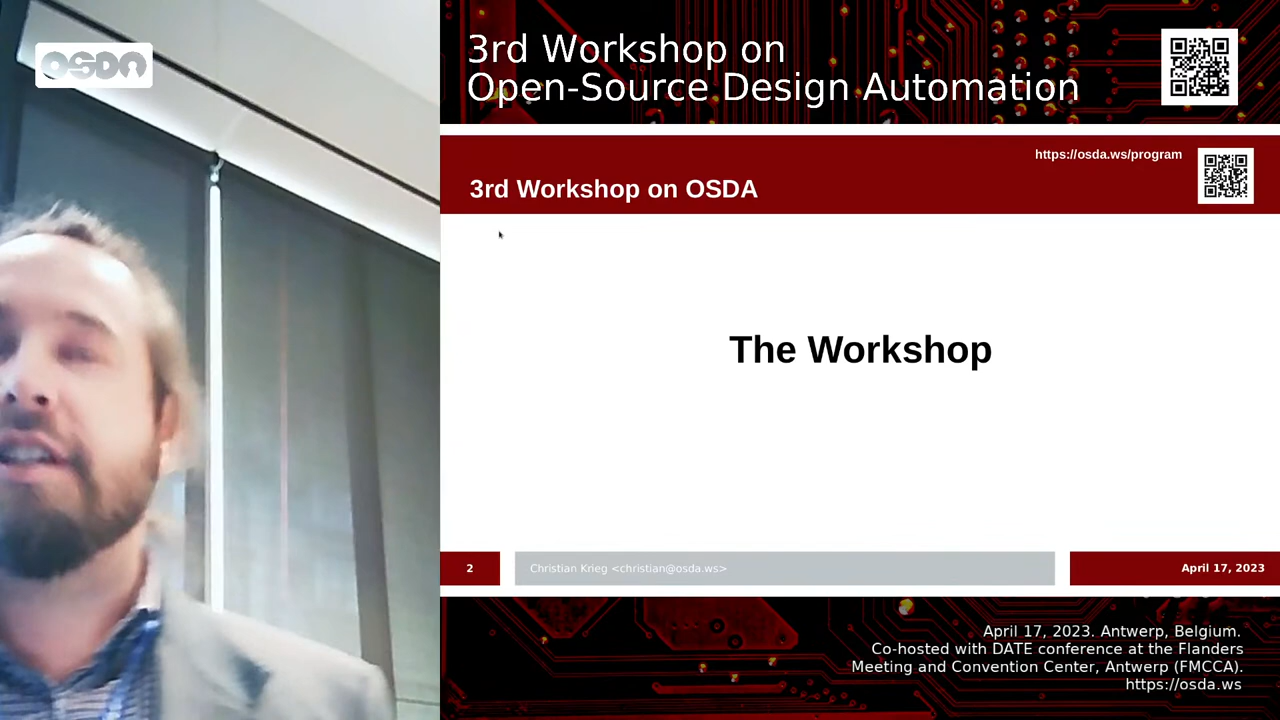 OSDA
3rd Workshop on
Open-Source Design Automation
https://osda.ws/program
3rd Workshop on OSDA
The Workshop
2
Christian Krieg <christian@osda.ws>
April 17, 2023
April 17, 2023. Antwerp, Belgium.
Co-hosted with DATE conference at the Flanders
Meeting and Convention Center, Antwerp (FMCCA).
https://osda.ws